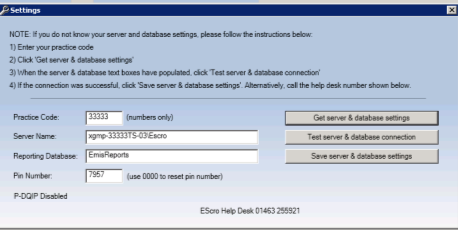 Settings
NOTE: If you do not know your server and database settings, please follow the instructions below:
1) Enter your practice code
2) Click 'Get server & database settings'
3) When the server & database text boxes have populated, click 'Test server & database connection'
4) If the connection was successful, click 'Save server & database settings'. Alternatively, call the help desk number shown below.
Practice Code: 33333 (numbers only) Get server & database settings
Server Name: xgmp-33333TS-03\Escro Test server & database connection
Reporting Database: EmisReports Save server & database settings
Pin Number: 7957 (use 0000 to reset pin number)
P-DQIP Disabled
EScro Help Desk 01463 255921